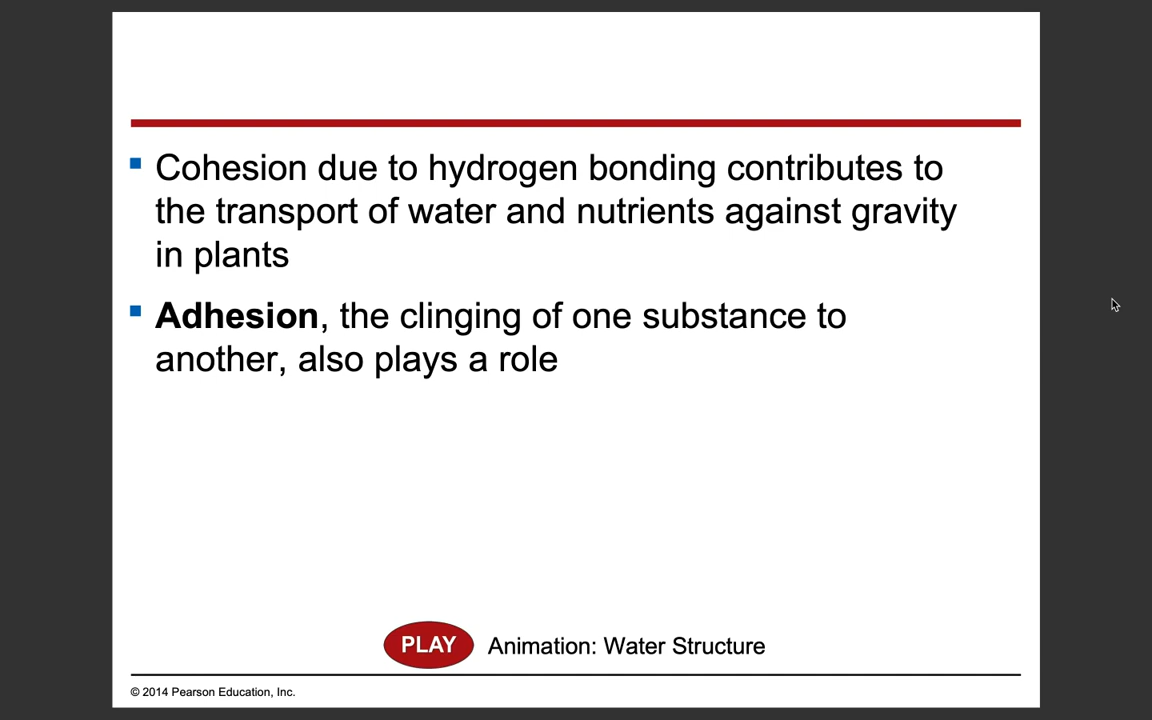 Cohesion due to hydrogen bonding contributes to
the transport of water and nutrients against gravity
in plants
Adhesion, the clinging of one substance to
another, also plays a role
PLAY Animation: Water Structure
© 2014 Pearson Education, Inc.